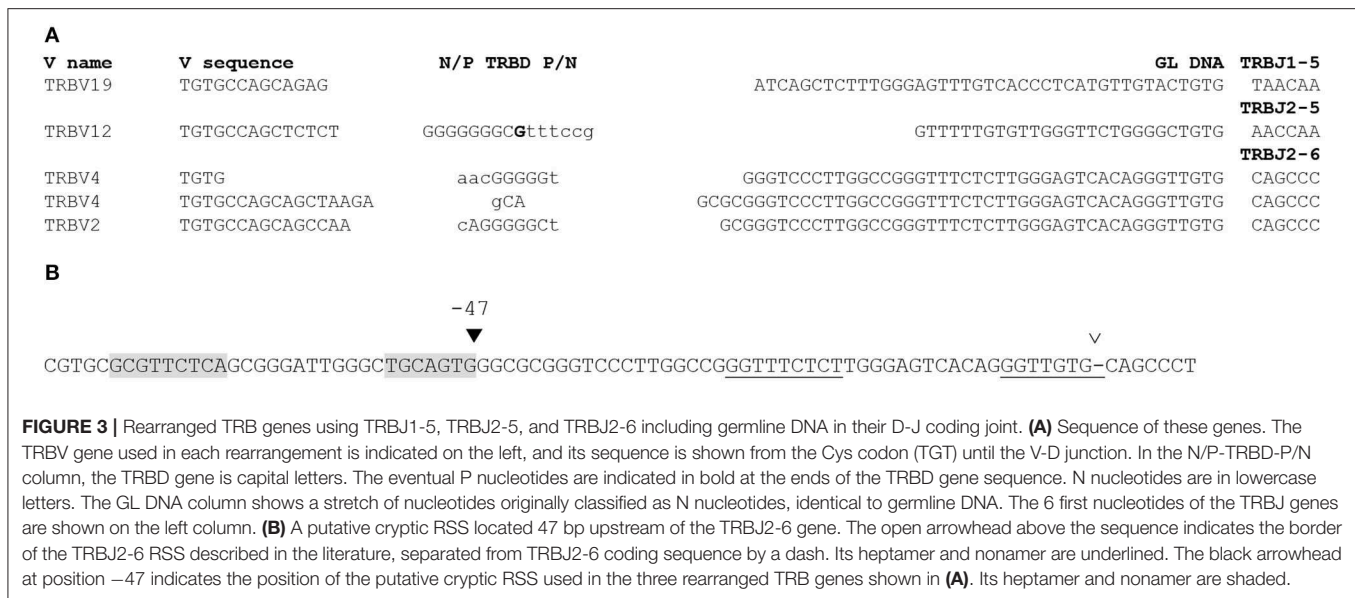 A
V name V sequence N/P TRBD P/N GL DNA TRBJ1-5
TRBV19 TGTGCCAGCAGAG ATCAGCTCTTTGGGAGTTTGTCACCCTCATGTTGTACTGTG TAACAA
TRBJ2-5
TRBV12 TGTGCCAGCTCTCT GGGGGGGCGtttccg GTTTTTGTGTTGGGTTCTGGGGCTGTG AACCAA
TRBJ2-6
TRBV4 TGTG aacGGGGGt GGGTCCCTTGGCCGGGTTTCTCTTGGGAGTCACAGGGTTGTG CAGCCC
TRBV4 TGTGCCAGCAGCTAAGA gCA GCGCGGGTCCCTTGGCCGGGTTTCTCTTGGGAGTCACAGGGTTGTG CAGCCC
TRBV2 TGTGCCAGCAGCCAA cAGGGGGCt GCGGGTCCCTTGGCCGGGTTTCTCTTGGGAGTCACAGGGTTGTG CAGCCC
B
-47
CGTGCGCGTTCTCAGCGGGATTGGGCTGCAGTGGGCGCGGGTCCCTTGGCCGGGTTTCTCTTGGGAGTCACAGGGTTGTG-CAGCCCT
FIGURE 3 | Rearranged TRB genes using TRBJ1-5, TRBJ2-5, and TRBJ2-6 including germline DNA in their D-J coding joint. (A) Sequence of these genes. The
TRBV gene used in each rearrangement is indicated on the left, and its sequence is shown from the Cys codon (TGT) until the V-D junction. In the N/P-TRBD-P/N
column, the TRBD gene is capital letters. The eventual P nucleotides are indicated in bold at the ends of the TRBD gene sequence. N nucleotides are in lowercase
letters. The GL DNA column shows a stretch of nucleotides originally classified as N nucleotides, identical to germline DNA. The 6 first nucleotides of the TRBJ genes
are shown on the left column. (B) A putative cryptic RSS located 47 bp upstream of the TRBJ2-6 gene. The open arrowhead above the sequence indicates the border
of the TRBJ2-6 RSS described in the literature, separated from TRBJ2-6 coding sequence by a dash. Its heptamer and nonamer are underlined. The black arrowhead
at position −47 indicates the position of the putative cryptic RSS used in the three rearranged TRB genes shown in (A). Its heptamer and nonamer are shaded.